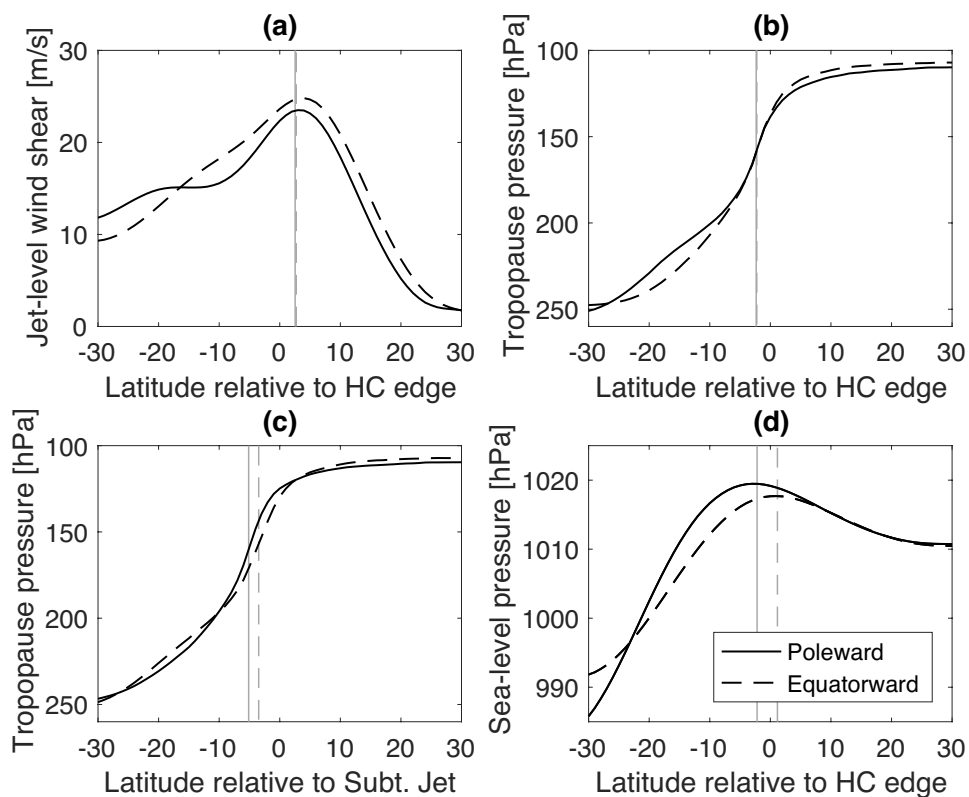 (a)
30
20
10
0
Jet-level wind shear [m/s]
-30 -20 -10 0 10 20 30
Latitude relative to HC edge
(b)
100
150
200
250
Tropopause pressure [hPa]
-30 -20 -10 0 10 20 30
Latitude relative to HC edge
(c)
100
150
200
250
Tropopause pressure [hPa]
-30 -20 -10 0 10 20 30
Latitude relative to Subt. Jet
(d)
1020
1010
1000
990
Sea-level pressure [hPa]
Poleward
Equatorward
-30 -20 -10 0 10 20 30
Latitude relative to HC edge